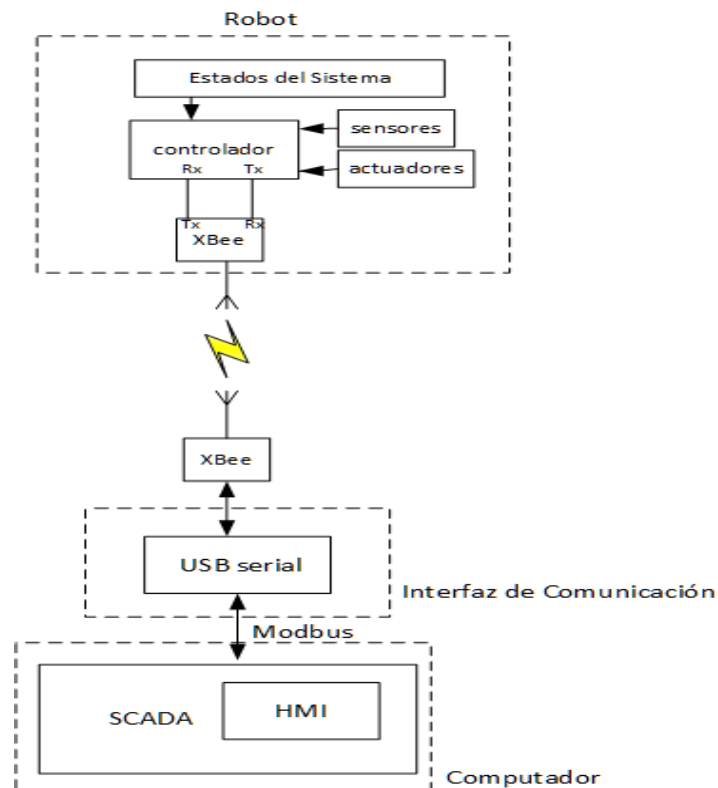 Robot
Estados del Sistema
sensores
controlador
actuadores
Rx Tx
Tx Rx
XBee
XBee
USB serial
Interfaz de Comunicación
Modbus
HMI
SCADA
Computador